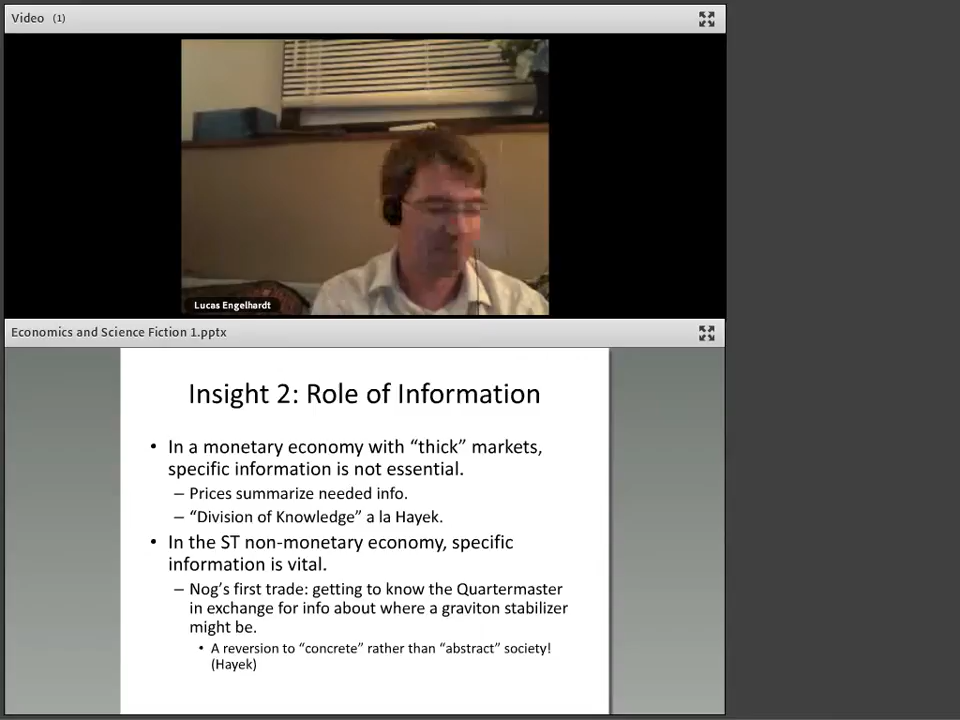 Video (1)
Lucas Engelhardt
Economics and Science Fiction 1.pptx
Insight 2: Role of Information
• In a monetary economy with “thick” markets,
specific information is not essential.
– Prices summarize needed info.
– “Division of Knowledge” a la Hayek.
• In the ST non-monetary economy, specific
information is vital.
– Nog’s first trade: getting to know the Quartermaster
in exchange for info about where a graviton stabilizer
might be.
• A reversion to “concrete” rather than “abstract” society!
(Hayek)